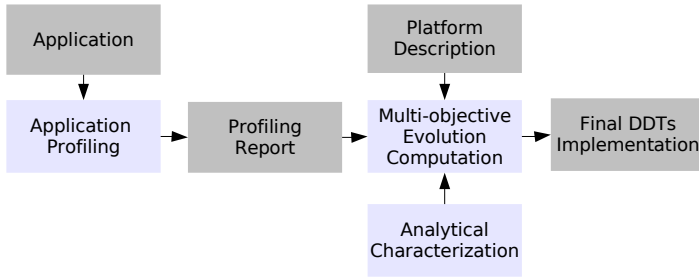 Application
Platform
Description
Application
Profiling
Profiling
Report
Multi-objective
Evolution
Computation
Final DDTs
Implementation
Analytical
Characterization